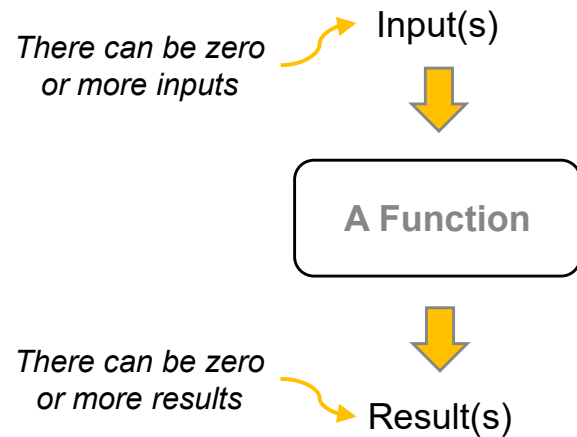 There can be zero
or more inputs
Input(s)
A Function
There can be zero
or more results
Result(s)